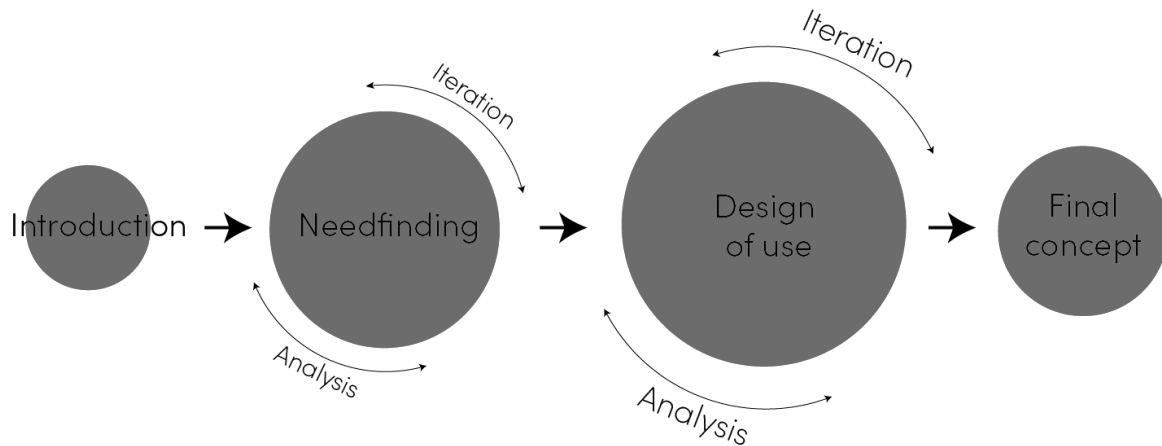 Iteration
Iteration
Introduction
Needfinding
Design
of use
Final
concept
Analysis
Analysis